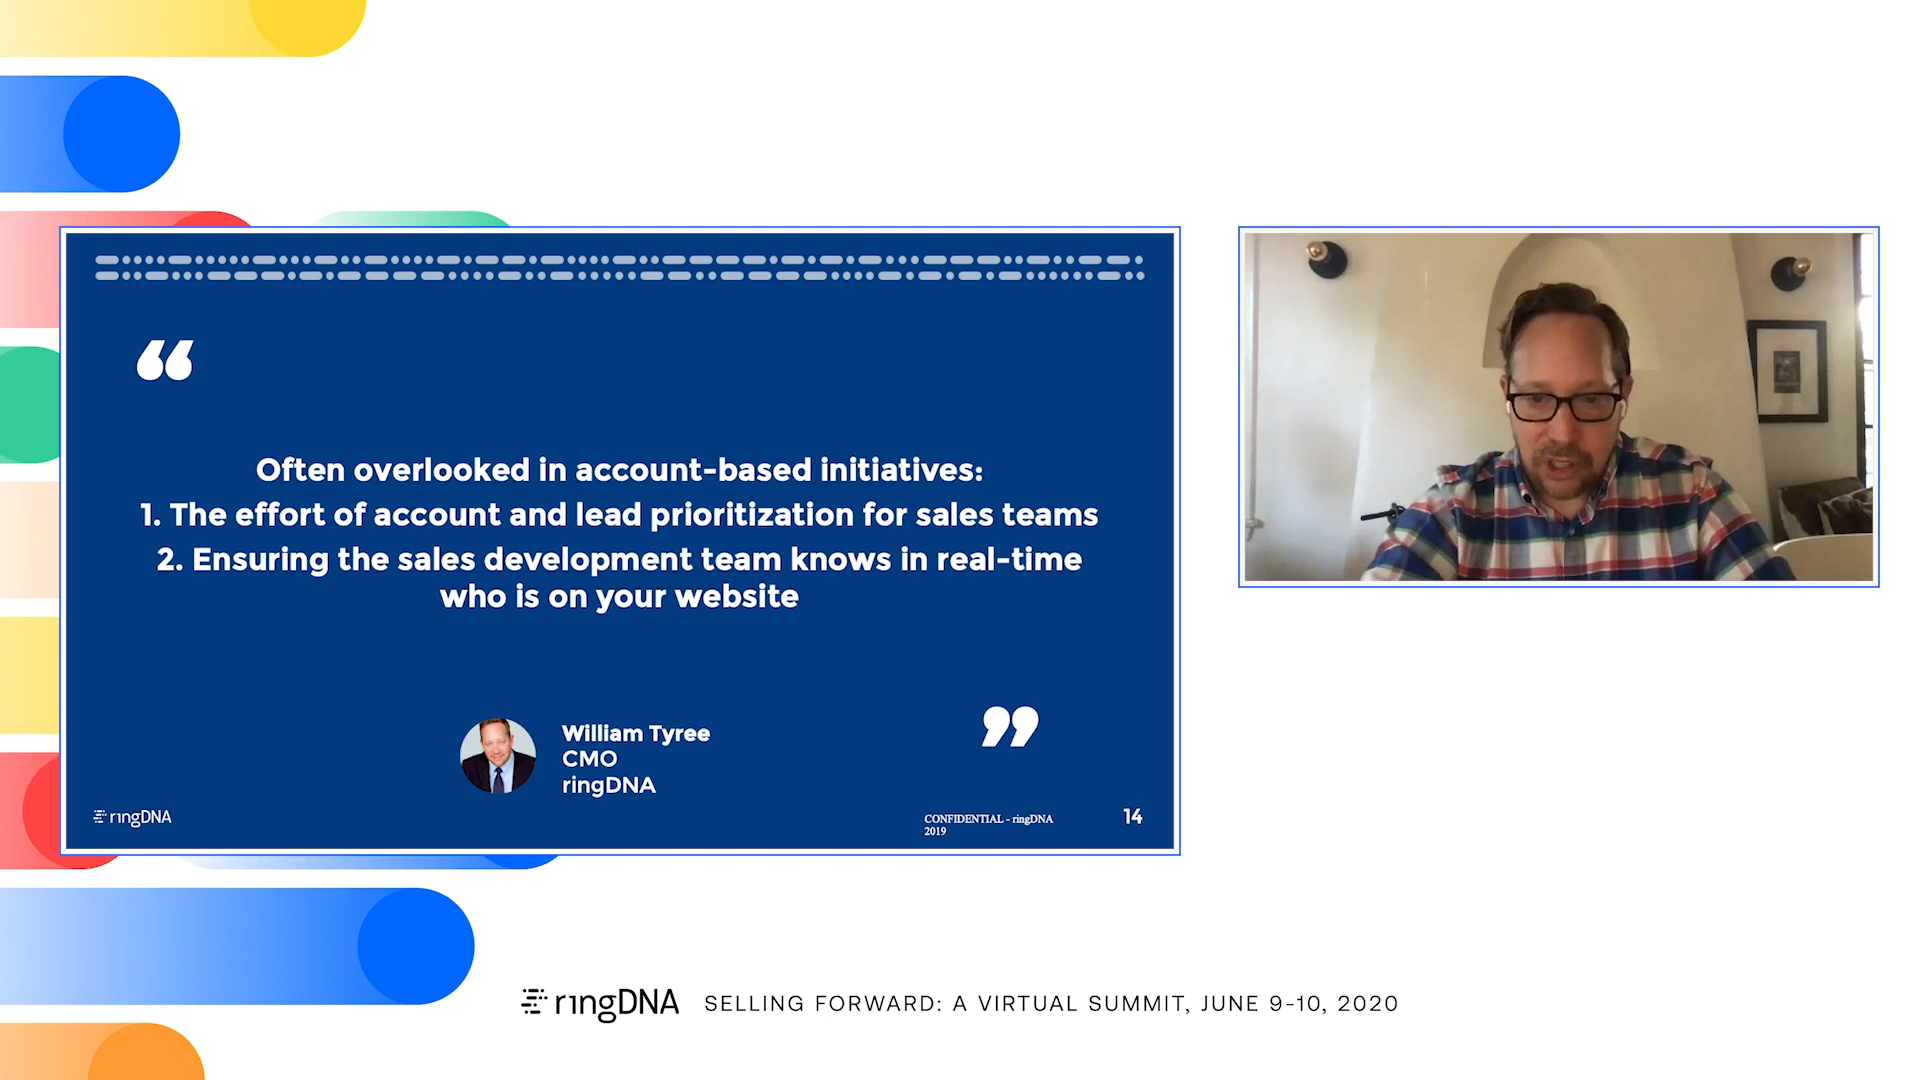 “
Often overlooked in account-based initiatives:
1. The effort of account and lead prioritization for sales teams
2. Ensuring the sales development team knows in real-time
who is on your website
”
William Tyree
CMO
ringDNA
ringDNA
CONFIDENTIAL - ringDNA
2019
14
ringDNA SELLING FORWARD: A VIRTUAL SUMMIT, JUNE 9-10, 2020